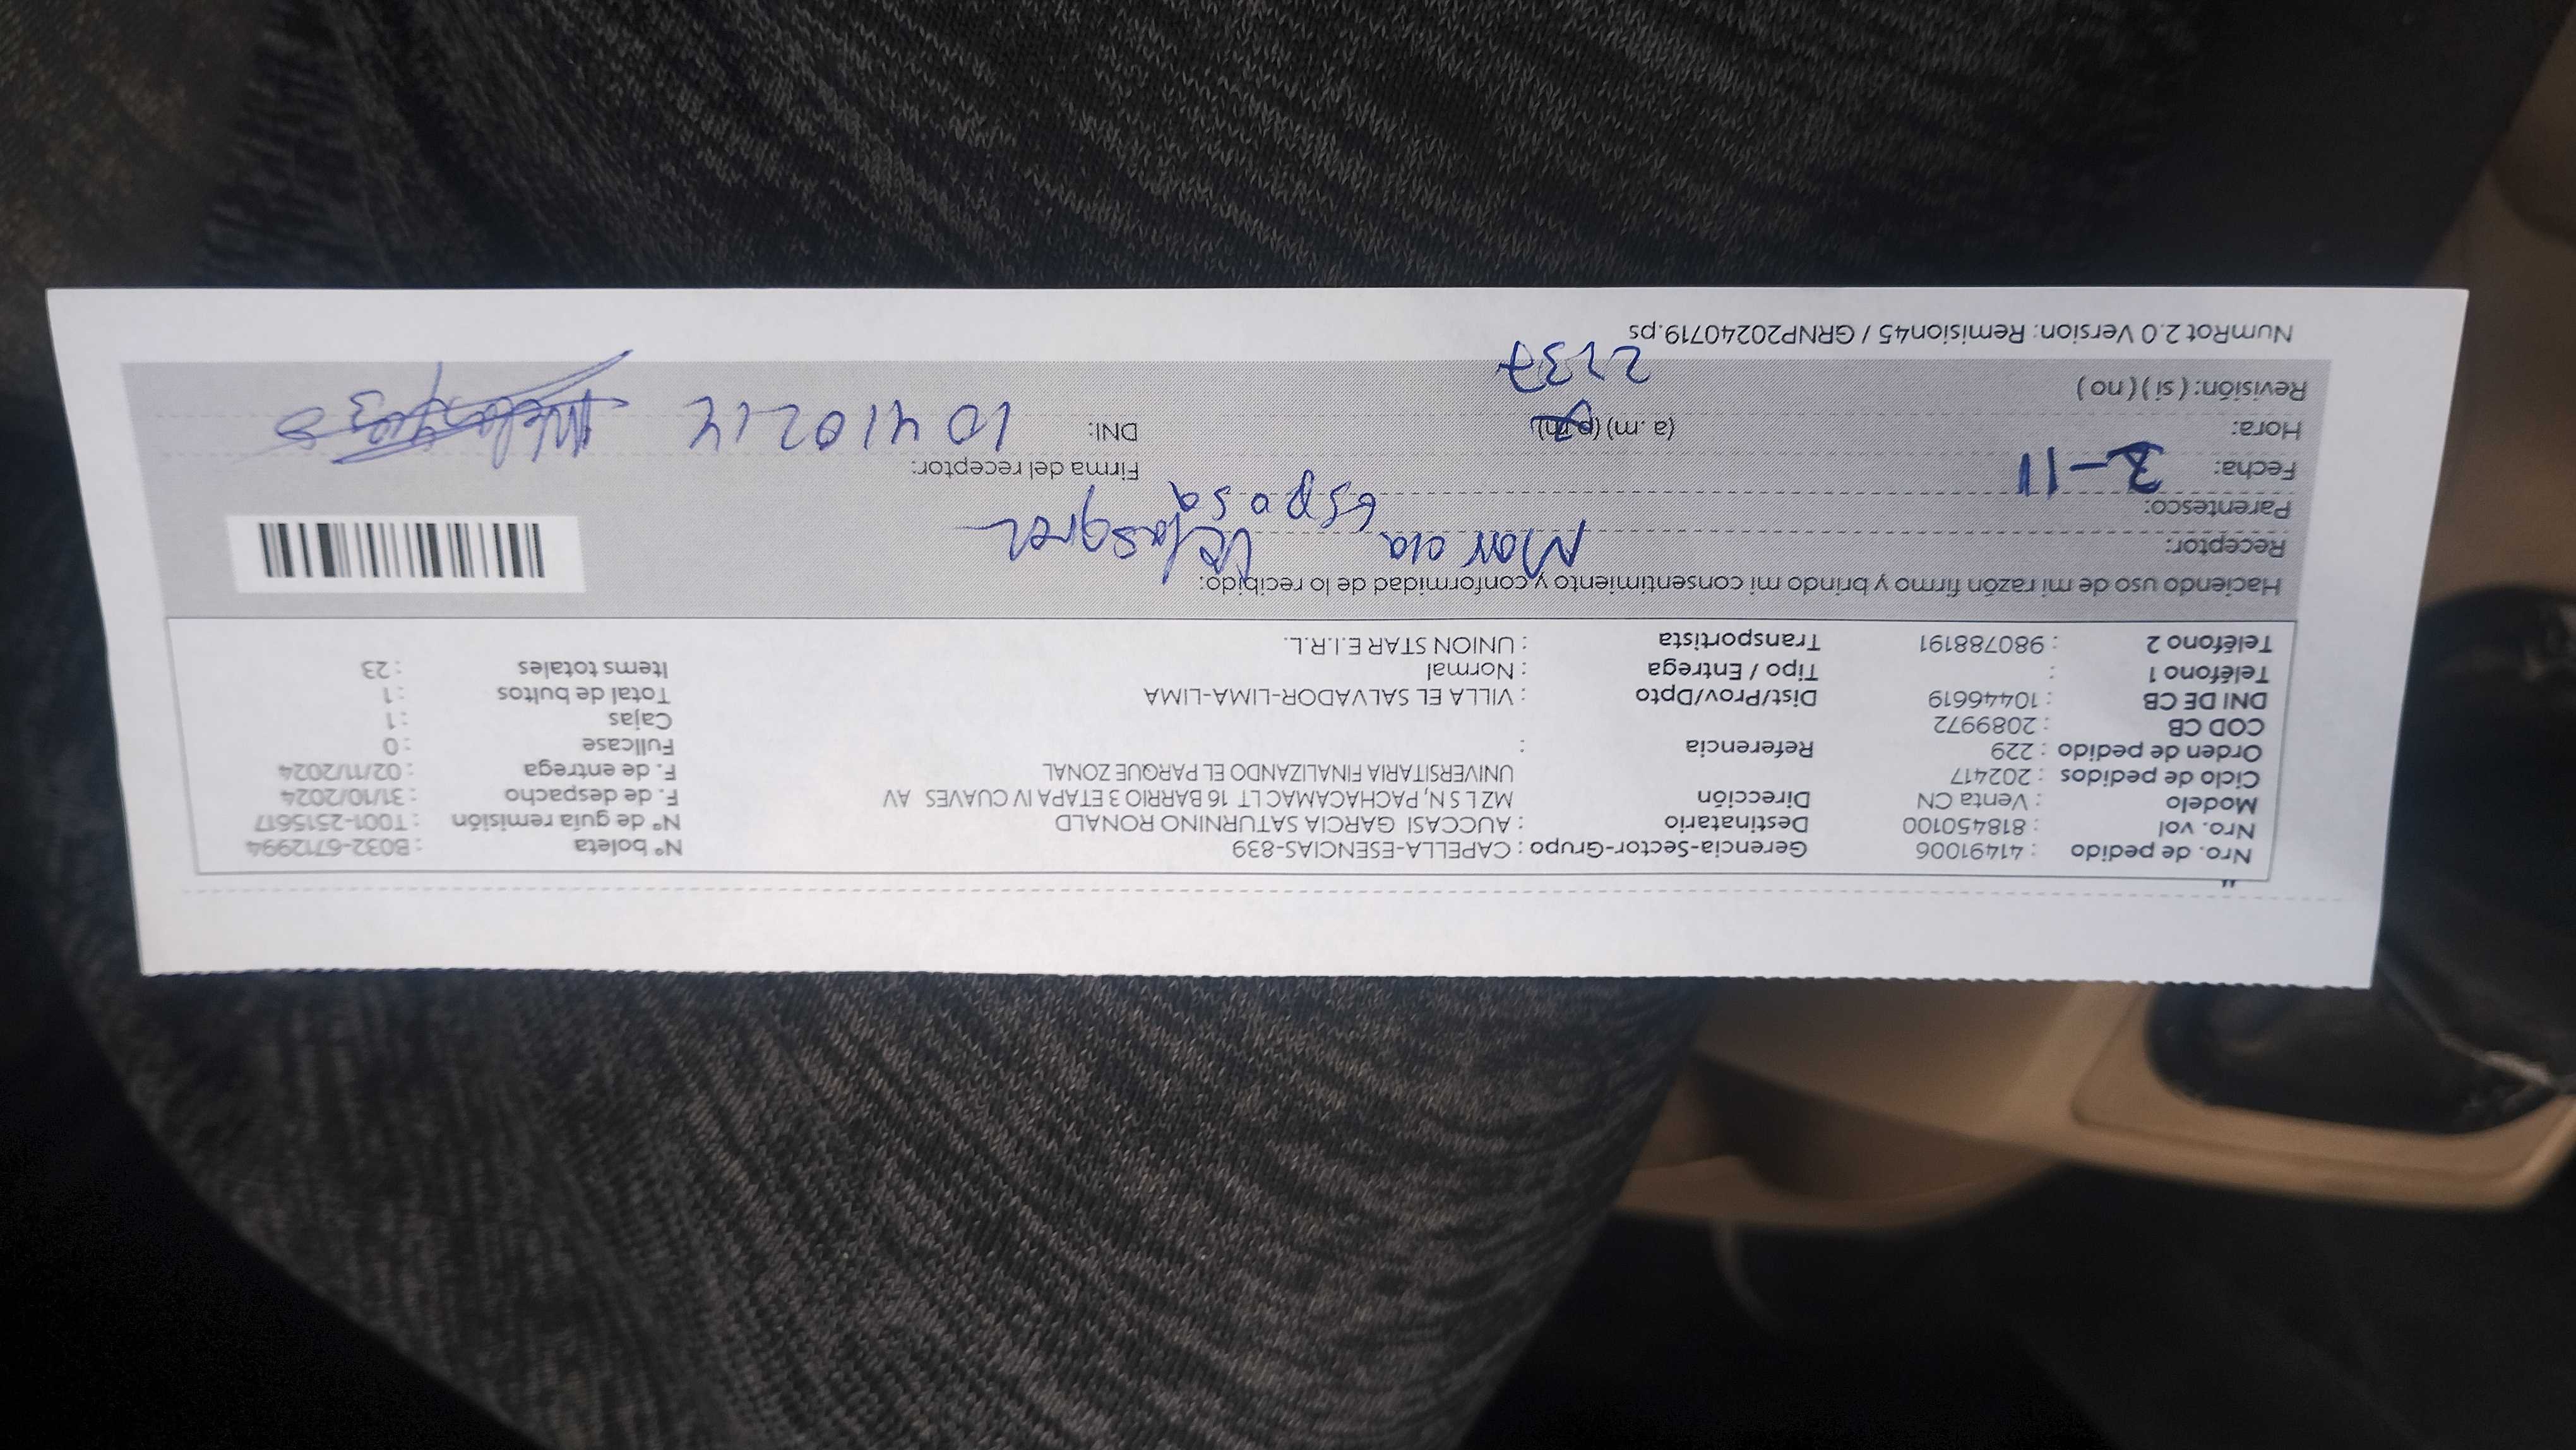 Nro. de pedido : 41491006 Gerencia-Sector-Grupo : CAPELLA-ESENCIAS-839 N° boleta : B032-6712994
Nro. vol : 818450100 Destinatario : AUCCASI GARCIA SATURNINO RONALD N° de guía remisión : T001-2515617
Modelo : Venta CN Dirección MZ L S N, PACHACAMAC LT 16 BARRIO 3 ETAPA IV CUAVES AV F. de despacho : 31/10/2024
Ciclo de pedidos : 202417 UNIVERSITARIA FINALIZANDO EL PARQUE ZONAL F. de entrega : 02/11/2024
Orden de pedido : 229 Referencia : Fullcase : 0
COD CB : 2089972 Cajas : 1
DNI DE CB : 10446619 Dist/Prov/Dpto : VILLA EL SALVADOR-LIMA-LIMA Total de bultos : 1
Teléfono 1 : Tipo / Entrega : Normal Items totales : 23
Teléfono 2 : 980788191 Transportista : UNION STAR E.I.R.L.
Haciendo uso de mi razón firmo y brindo mi consentimiento y conformidad de lo recibido:
Receptor: Velasquez
Parentesco: esposa
Fecha: 2-11 Firma del receptor:
Hora: (a .m) (p.m) DNI: 10410212
Revisión: ( si ) ( no ) 2237
NumRot 2.0 Version: Remision45 / GRNP20240719.ps